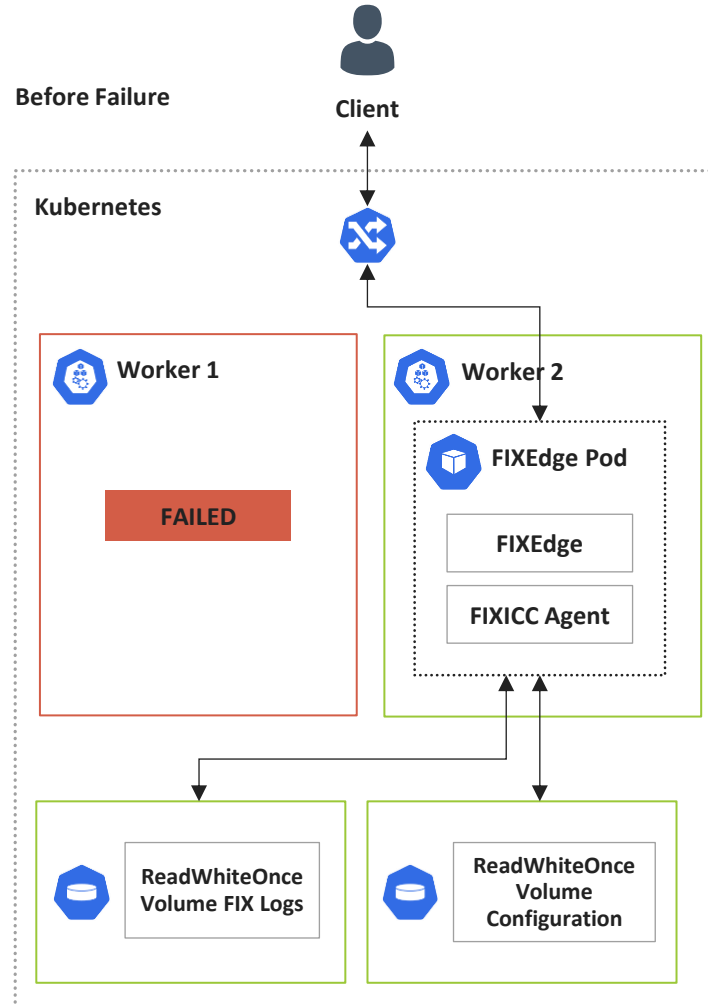 Before Failure
Client
Kubernetes
Worker 1
Worker 2
FAILED
FIXEdge Pod
FIXEdge
FIXICC Agent
ReadWhiteOnce
Volume FIX Logs
ReadWhiteOnce
Volume
Configuration